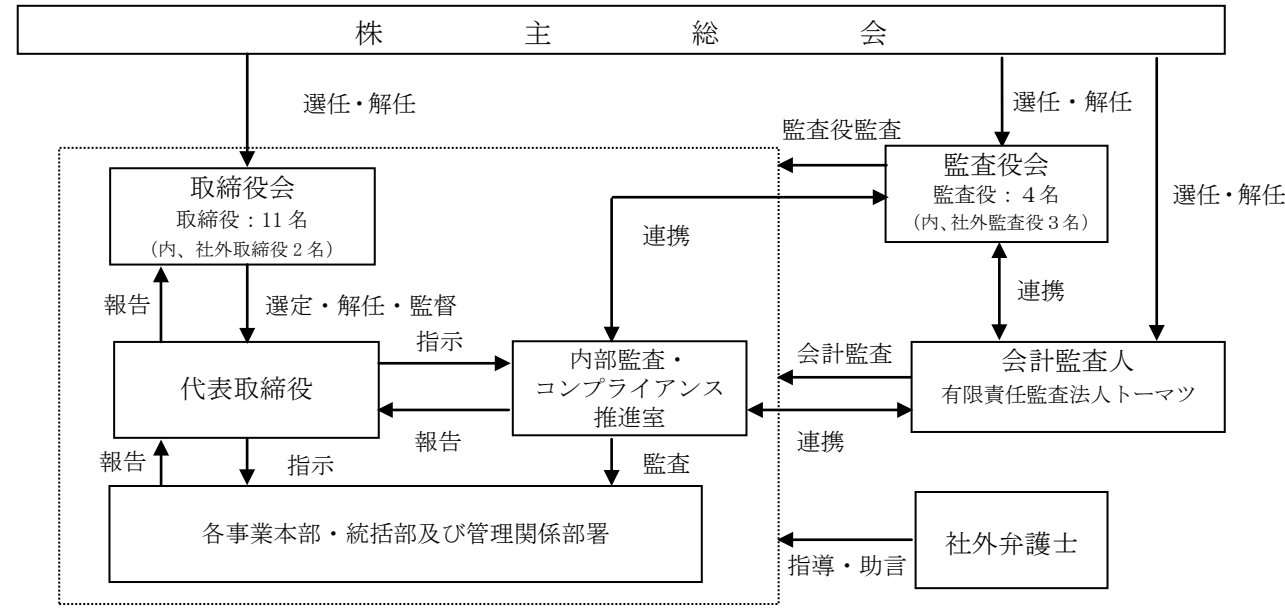 株主総会
選任・解任
選任・解任
選任・解任
監査役監査
監査役会
監査役：４名
（内、社外監査役３名）
取締役会
取締役：11名
（内、社外取締役２名）
連携
連携
報告
選定・解任・監督
指示
代表取締役
内部監査・
コンプライアンス
推進室
会計監査
会計監査人
有限責任監査法人トーマツ
報告
連携
報告
指示
監査
各事業本部・統括部及び管理関係部署
社外弁護士
指導・助言